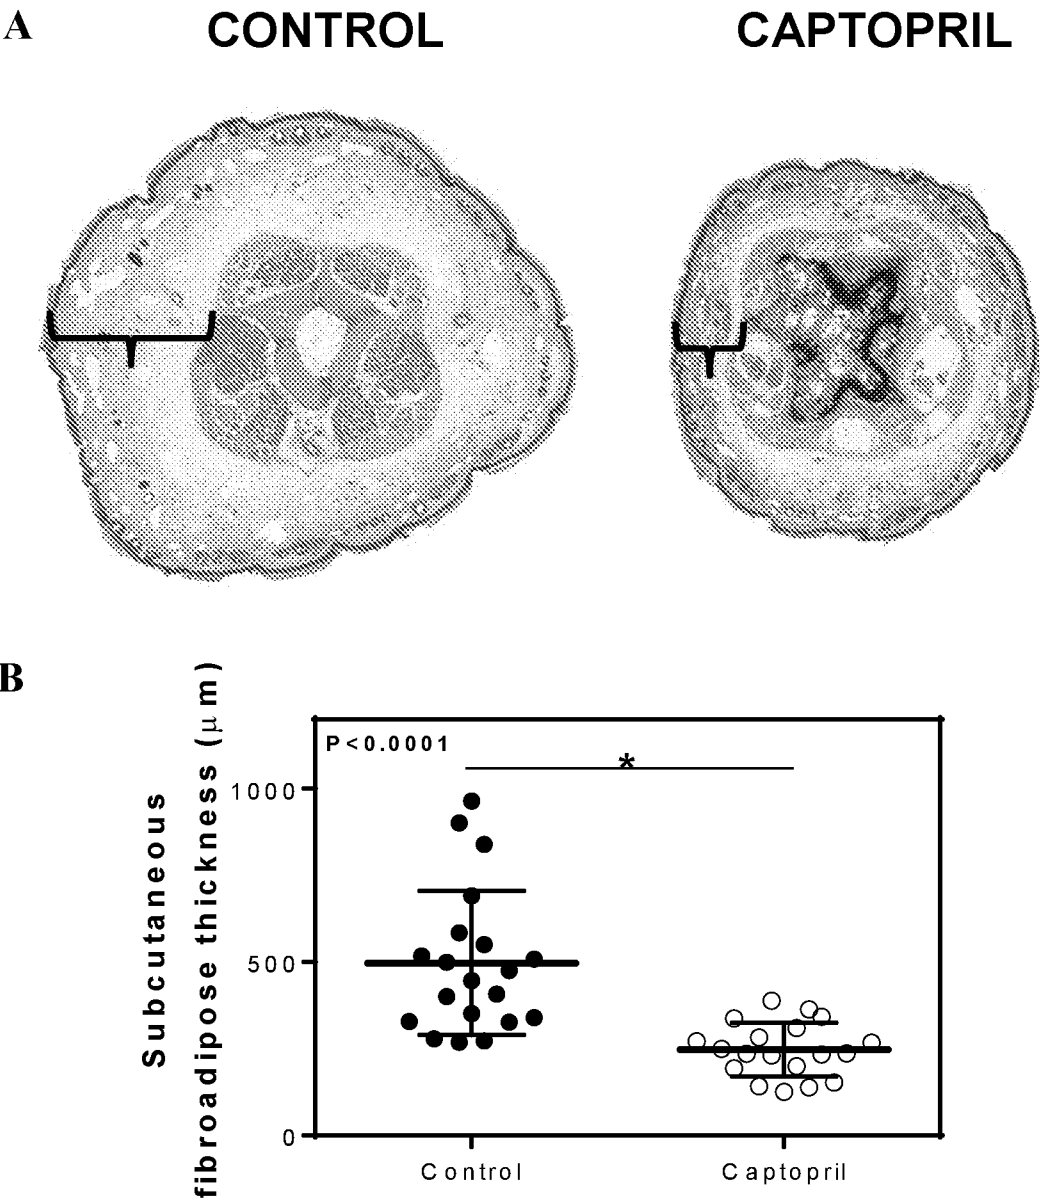 A
CONTROL
CAPTOPRIL
B
Subcutaneous
fibroadipose thickness (μm)
P<0.0001
*
1000
500
0
Control
Captopril